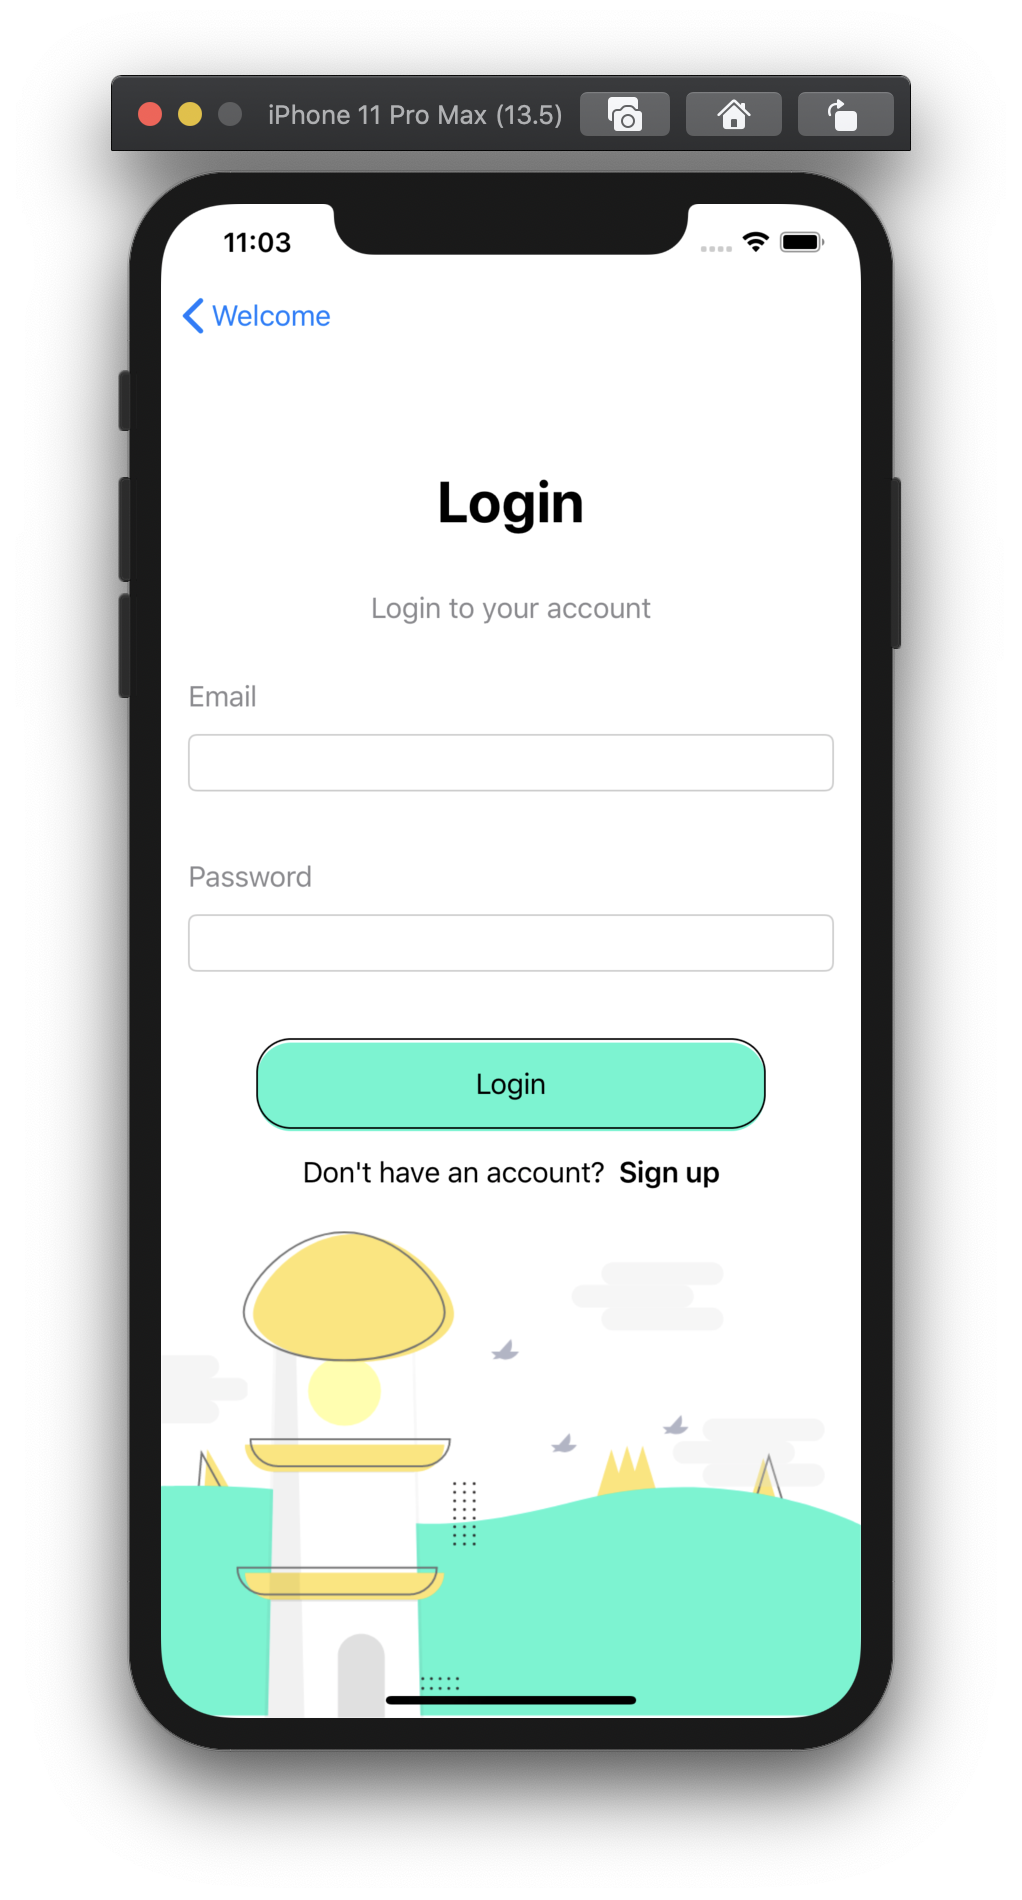 iPhone 11 Pro Max (13.5)
11:03
Welcome
Login
Login to your account
Email
Password
Login
Don't have an account? Sign up